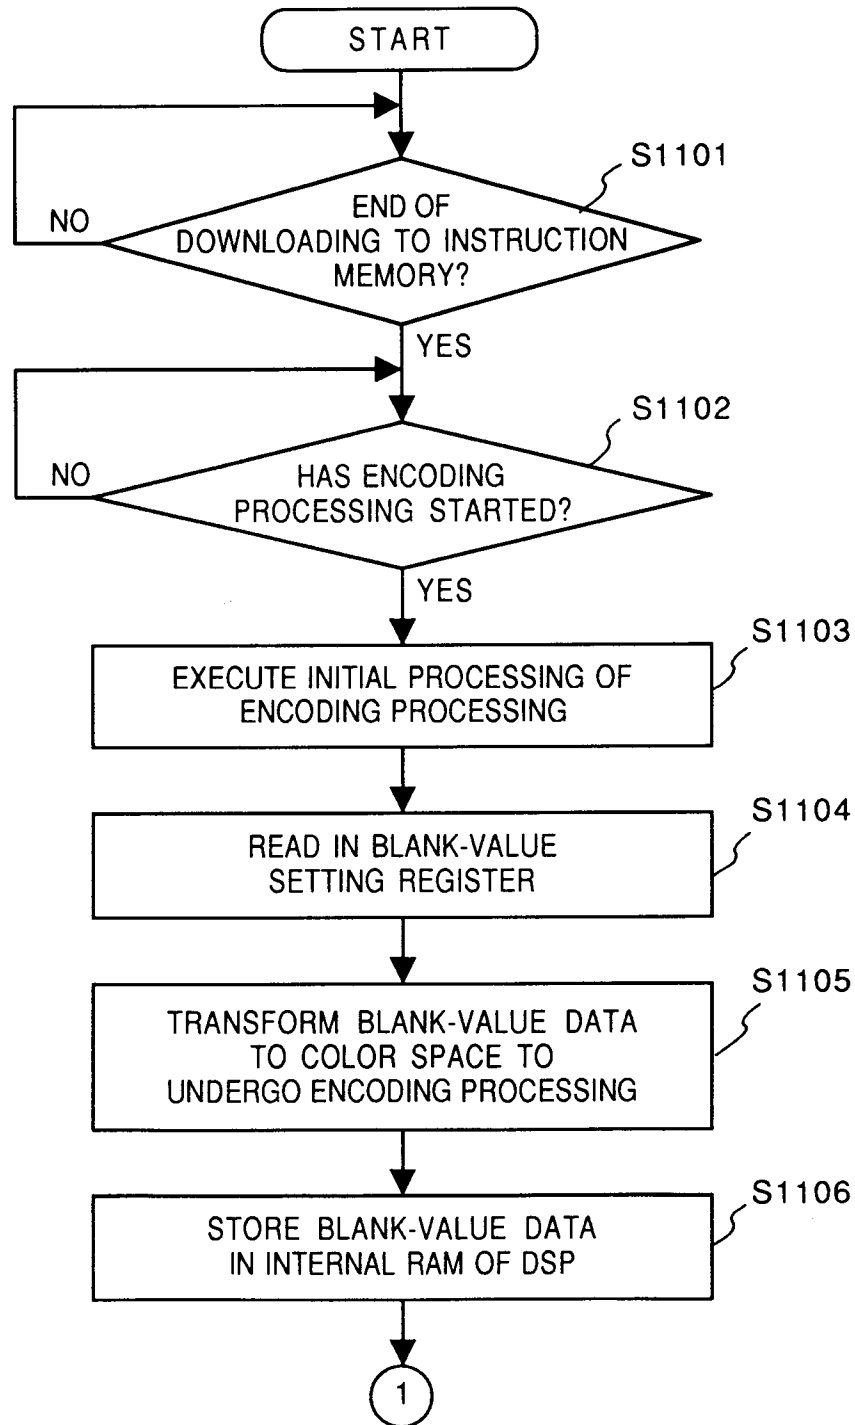 START
S1101
END OF
DOWNLOADING TO INSTRUCTION
MEMORY?
NO
YES
S1102
HAS ENCODING
PROCESSING STARTED?
NO
YES
S1103
EXECUTE INITIAL PROCESSING OF
ENCODING PROCESSING
S1104
READ IN BLANK-VALUE
SETTING REGISTER
S1105
TRANSFORM BLANK-VALUE DATA
TO COLOR SPACE TO
UNDERGO ENCODING PROCESSING
S1106
STORE BLANK-VALUE DATA
IN INTERNAL RAM OF DSP
1